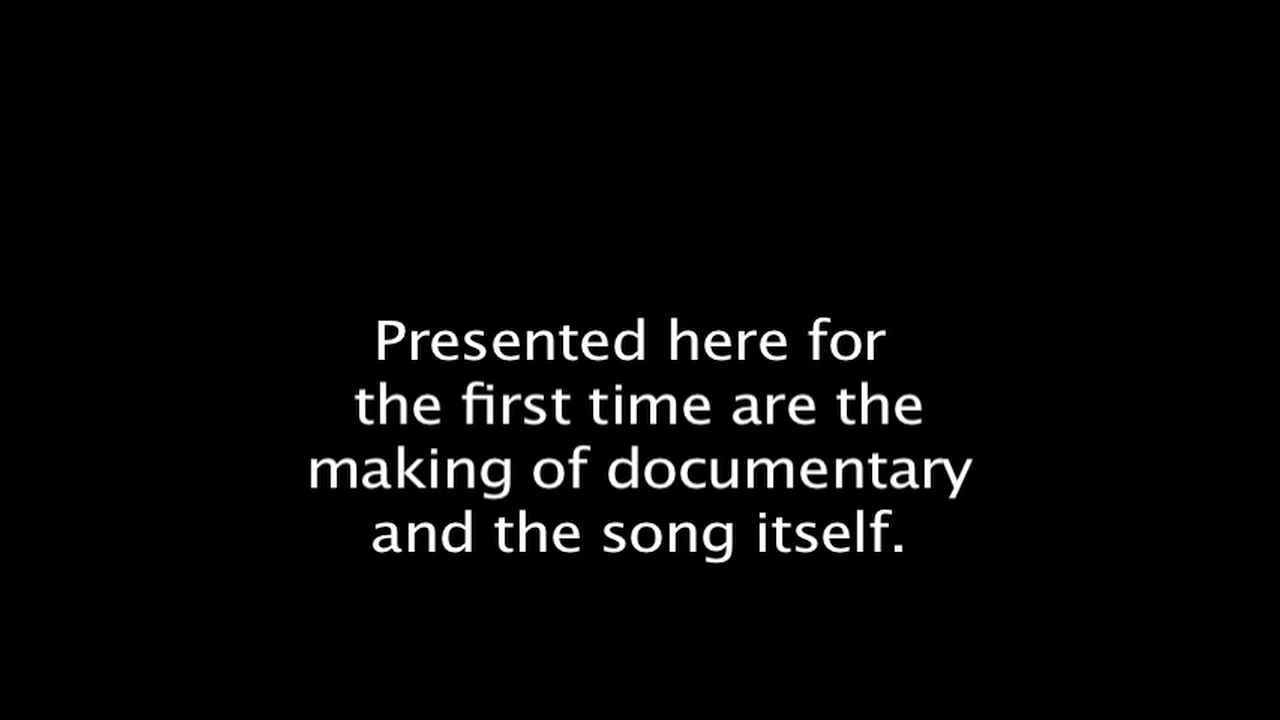 Presented here for
the first time are the
making of documentary
and the song itself.